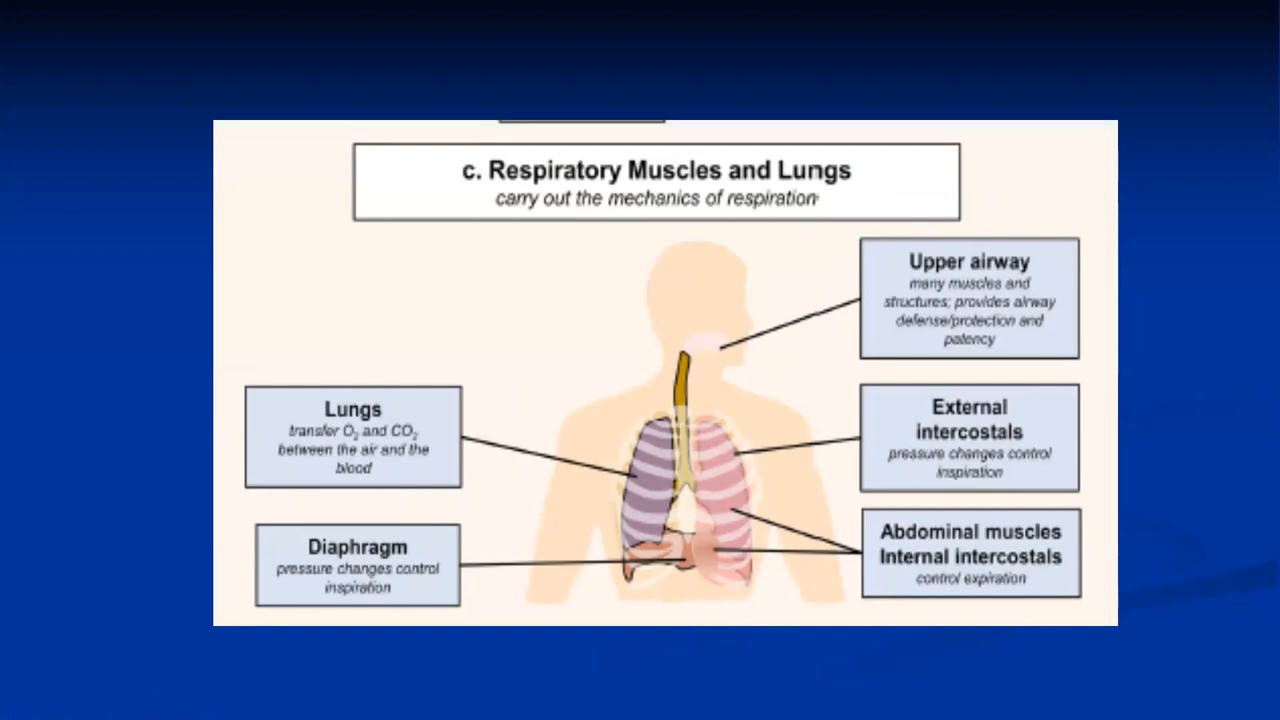 c. Respiratory Muscles and Lungs
carry out the mechanics of respiration
Upper airway
many muscles and
structures; provides airway
defense/protection and
patency
Lungs
transfer O₂ and CO₂
between the air and the
blood
External
intercostals
pressure changes control
inspiration
Diaphragm
pressure changes control
inspiration
Abdominal muscles
Internal intercostals
control expiration